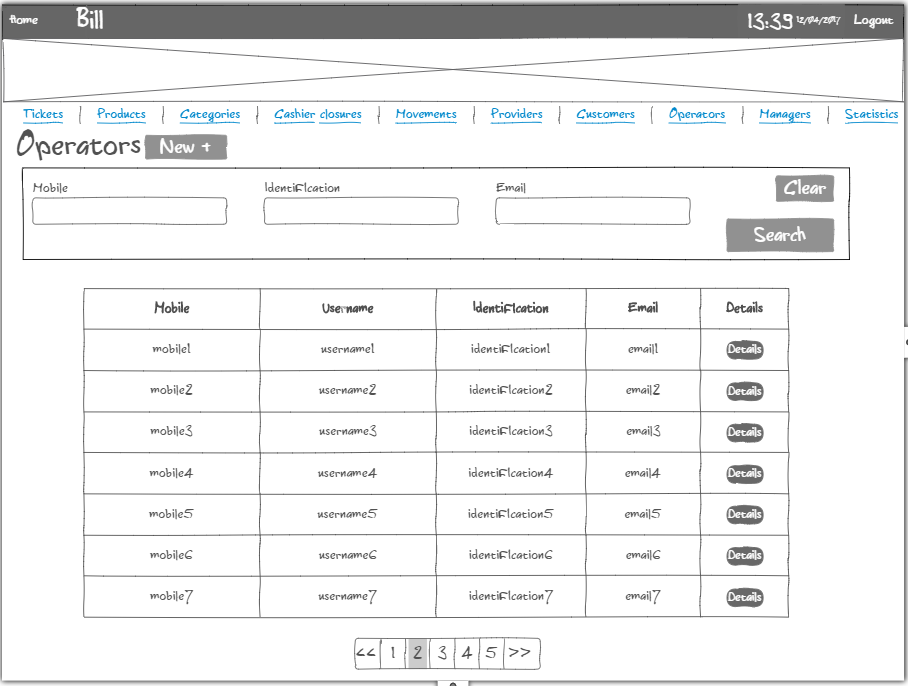 Home Bill 13:39 12/04/2017 Logout
Tickets | Products | Categories | Cashier closures | Movements | Providers | Customers | Operators | Managers | Statistics
Operators New +
Mobile Identification Email Clear
Search
Mobile Username Identification Email Details
mobile1 username1 identification1 email1 Details
mobile2 username2 identification2 email2 Details
mobile3 username3 identification3 email3 Details
mobile4 username4 identification4 email4 Details
mobile5 username5 identification5 email5 Details
mobile6 username6 identification6 email6 Details
mobile7 username7 identification7 email7 Details
<< 1 2 3 4 5 >>